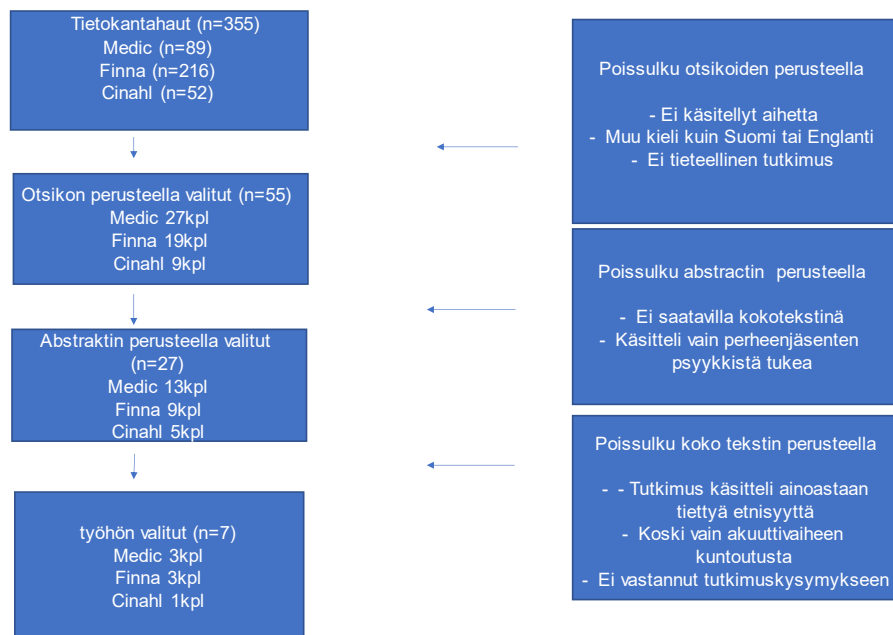 Tietokantahaut (n=355)
Medic (n=89)
Finna (n=216)
Cinahl (n=52)
Otsikon perusteella valitut (n=55)
Medic 27kpl
Finna 19kpl
Cinahl 9kpl
Abstraktin perusteella valitut
(n=27)
Medic 13kpl
Finna 9kpl
Cinahl 5kpl
työhön valitut (n=7)
Medic 3kpl
Finna 3kpl
Cinahl 1kpl
Poissulku otsikoiden perusteella
- Ei käsitellyt aihetta
- Muu kieli kuin Suomi tai Englanti
- Ei tieteellinen tutkimus
Poissulku abstractin perusteella
- Ei saatavilla kokotekstinä
- Käsitteli vain perheenjäsenten
psyykkistä tukea
Poissulku koko tekstin perusteella
- - Tutkimus käsitteli ainoastaan
tiettyä etnisyyttä
- Koski vain akuuttivaiheen
kuntoutusta
- Ei vastannut tutkimuskysymykseen